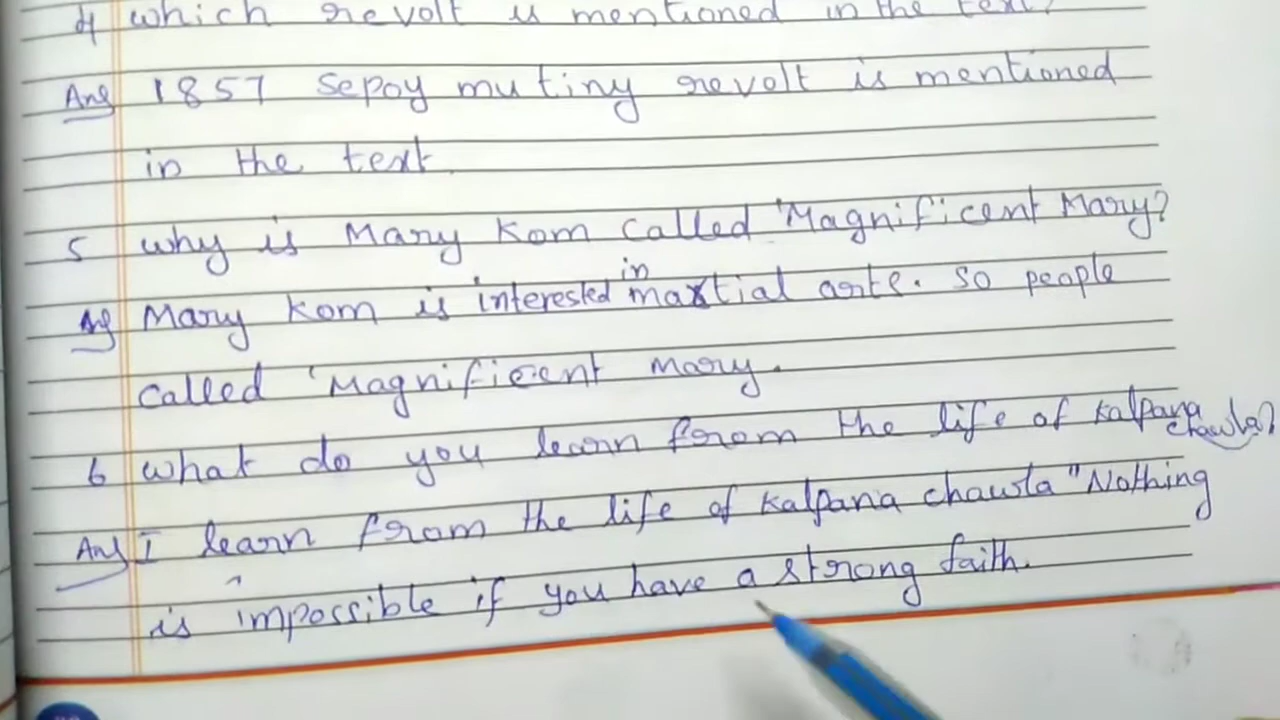 4 which revolt is mentioned in the text?
Ans 1857 sepoy mutiny revolt is mentioned
in the text
5 why is Mary Kom called 'Magnificent Mary?
Ans Mary Kom is interested in martial arts. So people
called 'Magnificent Mary.
6 what do you learn from the life of Kalpana chawla?
Ans I learn from the life of Kalpana chawla "Nothing
is impossible if you have a strong faith.